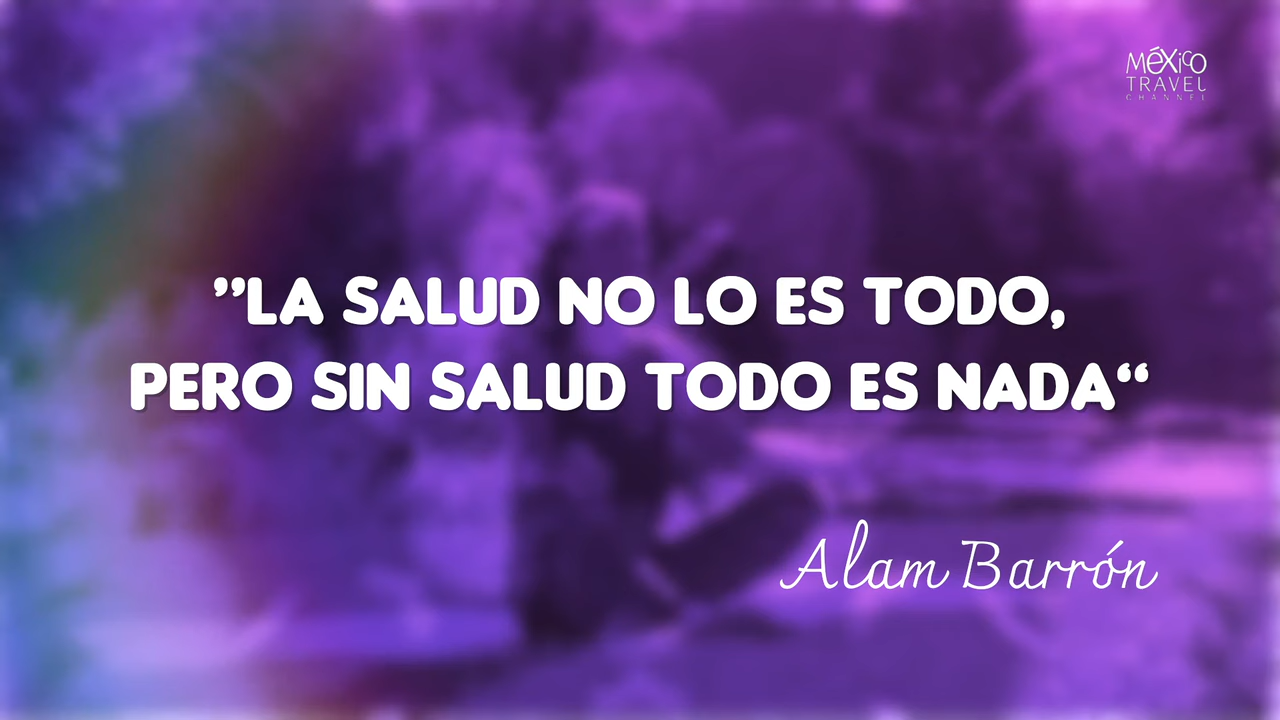 MÉXICO
TRAVEL
CHANNEL
”LA SALUD NO LO ES TODO,
PERO SIN SALUD TODO ES NADA“
Alam Barrón